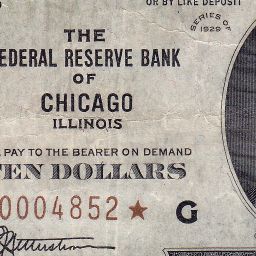 OR BY LIKE DEPOSIT
SERIES OF
1929
THE
FEDERAL RESERVE BANK
OF
CHICAGO
ILLINOIS
PAY TO THE BEARER ON DEMAND
TEN DOLLARS
0004852 ★ G